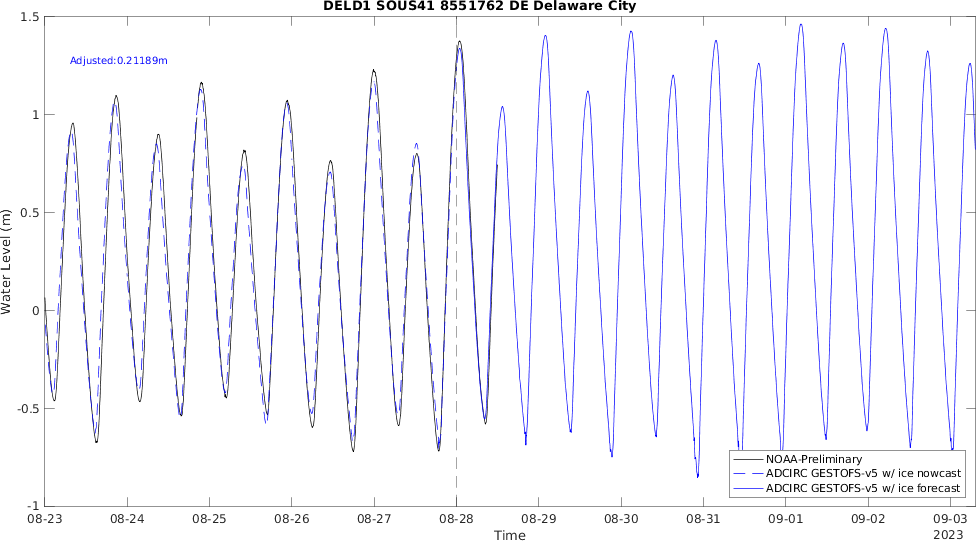 DELD1 SOUS41 8551762 DE Delaware City
Adjusted:0.21189m
Water Level (m)
1.5
1
0.5
0
-0.5
-1
NOAA-Preliminary
ADCIRC GESTOFS-v5 w/ ice nowcast
ADCIRC GESTOFS-v5 w/ ice forecast
08-23 08-24 08-25 08-26 08-27 08-28 08-29 08-30 08-31 09-01 09-02 09-03
Time
2023